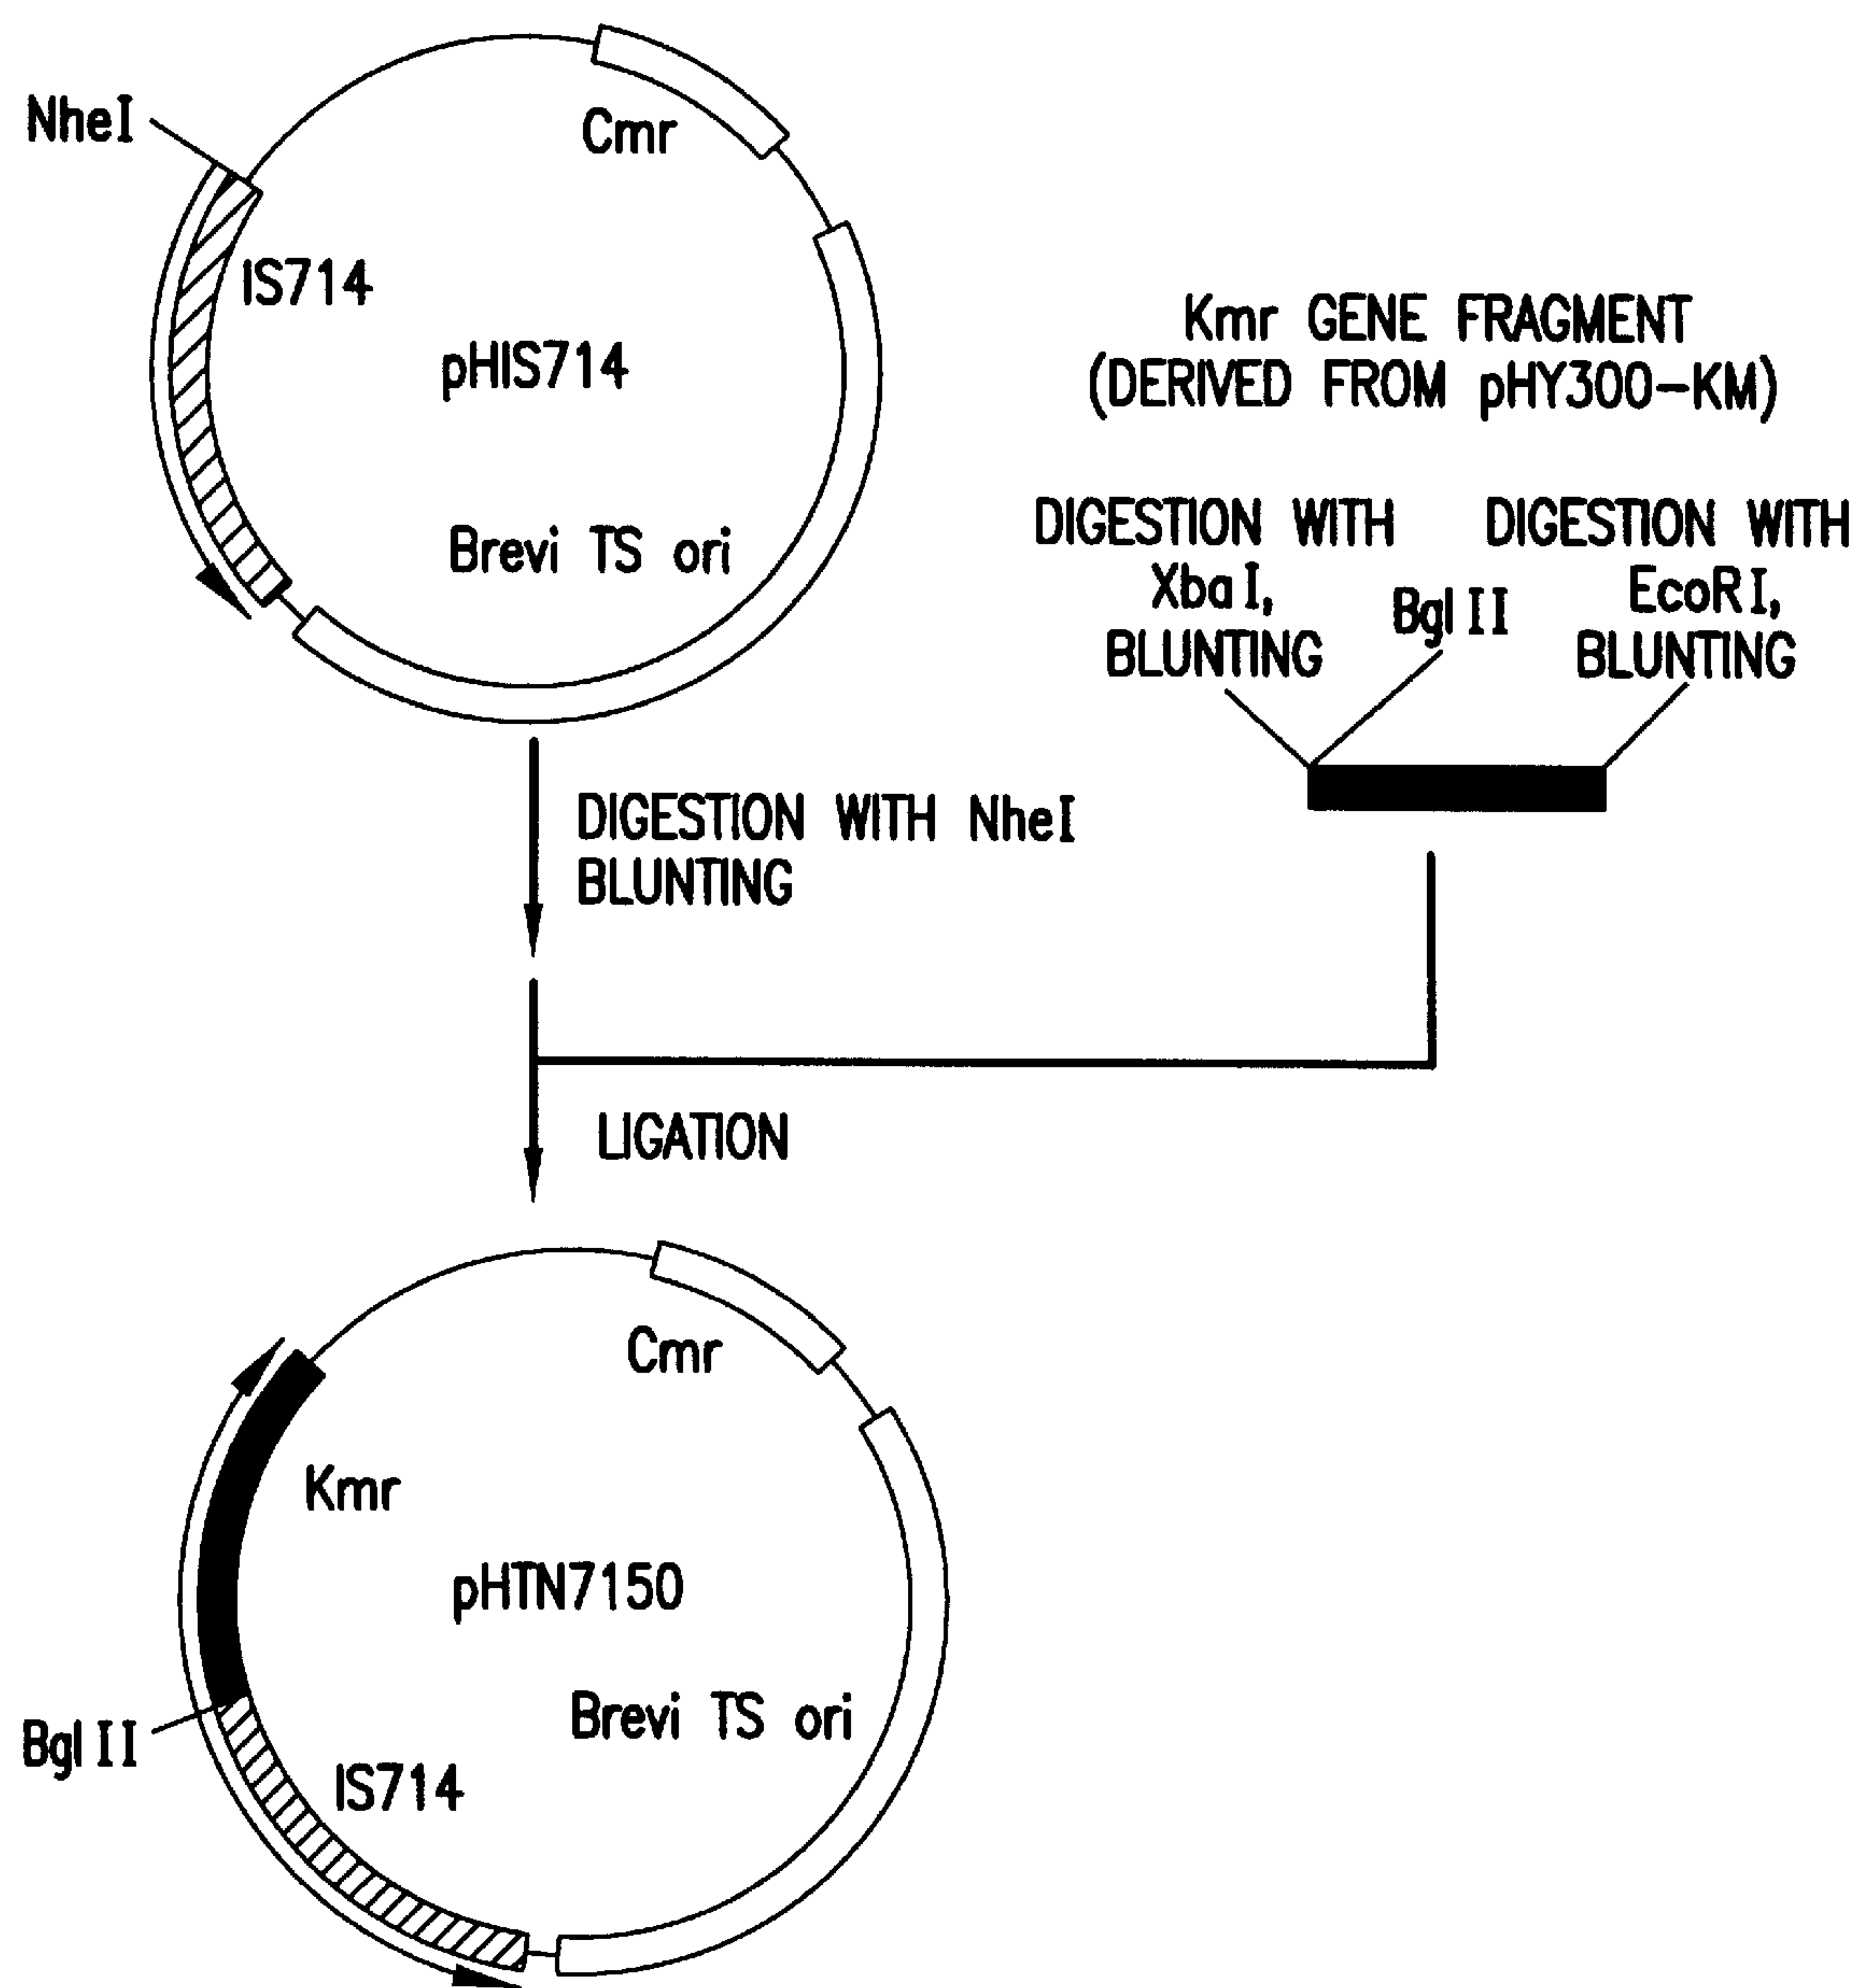 NheI
Cmr
IS714
pHIS714
Brevi TS ori
Kmr GENE FRAGMENT
(DERIVED FROM pHY300-KM)
DIGESTION WITH
XbaI,
BLUNTING
BglII
DIGESTION WITH
EcoRI,
BLUNTING
DIGESTION WITH NheI
BLUNTING
LIGATION
Cmr
Kmr
pHTN7150
Brevi TS ori
BglII
IS714